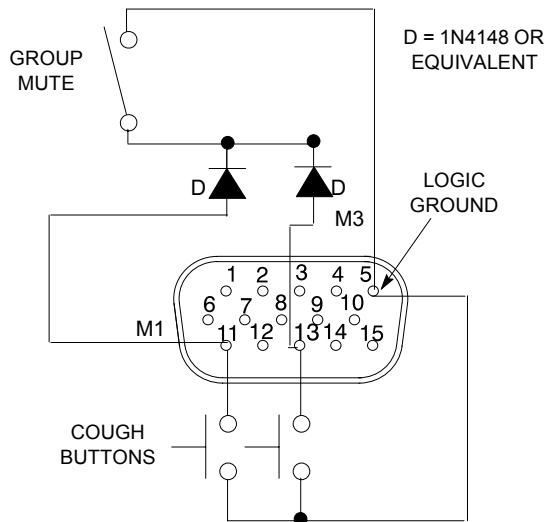 GROUP
MUTE
D = 1N4148 OR
EQUIVALENT
D
D
M3
LOGIC
GROUND
1 2 3 4 5
6 7 8 9 10
M1
11 12 13 14 15
COUGH
BUTTONS